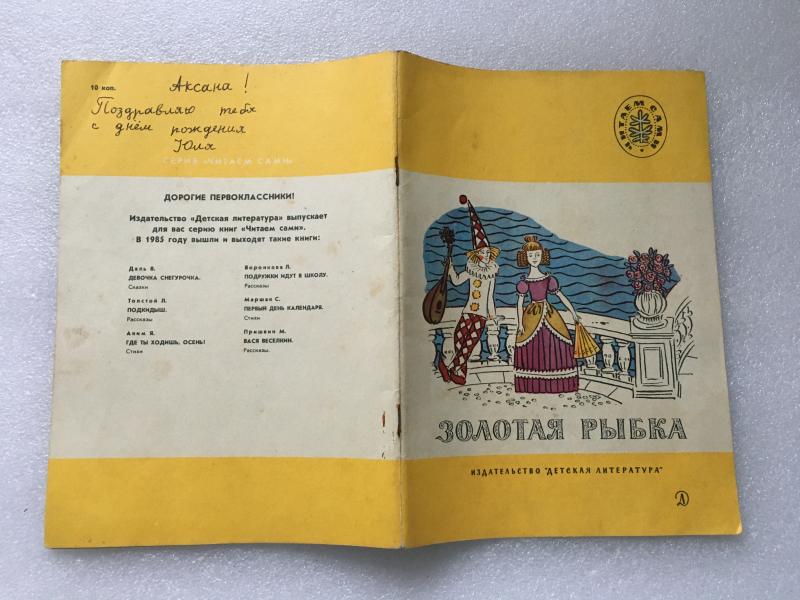 10 коп.
Аксана!
Поздравляю тебя
с днём рождения
Юля
СЕРИЯ «ЧИТАЕМ САМИ»
ДОРОГИЕ ПЕРВОКЛАССНИКИ!
Издательство «Детская литература» выпускает
для вас серию книг «Читаем сами».
В 1985 году вышли и выходят такие книги:
Даль В.
ДЕВОЧКА СНЕГУРОЧКА.
Сказки
Толстой Л.
ПОДКИДЫШ.
Рассказы
Аким Я.
ГДЕ ТЫ ХОДИШЬ, ОСЕНЬ!
Стихи
Воронкова Л.
ПОДРУЖКИ ИДУТ В ШКОЛУ.
Рассказы
Маршак С.
ПЕРВЫЙ ДЕНЬ КАЛЕНДАРЯ.
Стихи
Пришвин М.
ВАСЯ ВЕСЕЛКИН.
Рассказы.
ЧИТАЕМ САМИ
ЗОЛОТАЯ РЫБКА
ИЗДАТЕЛЬСТВО "ДЕТСКАЯ ЛИТЕРАТУРА"
Д